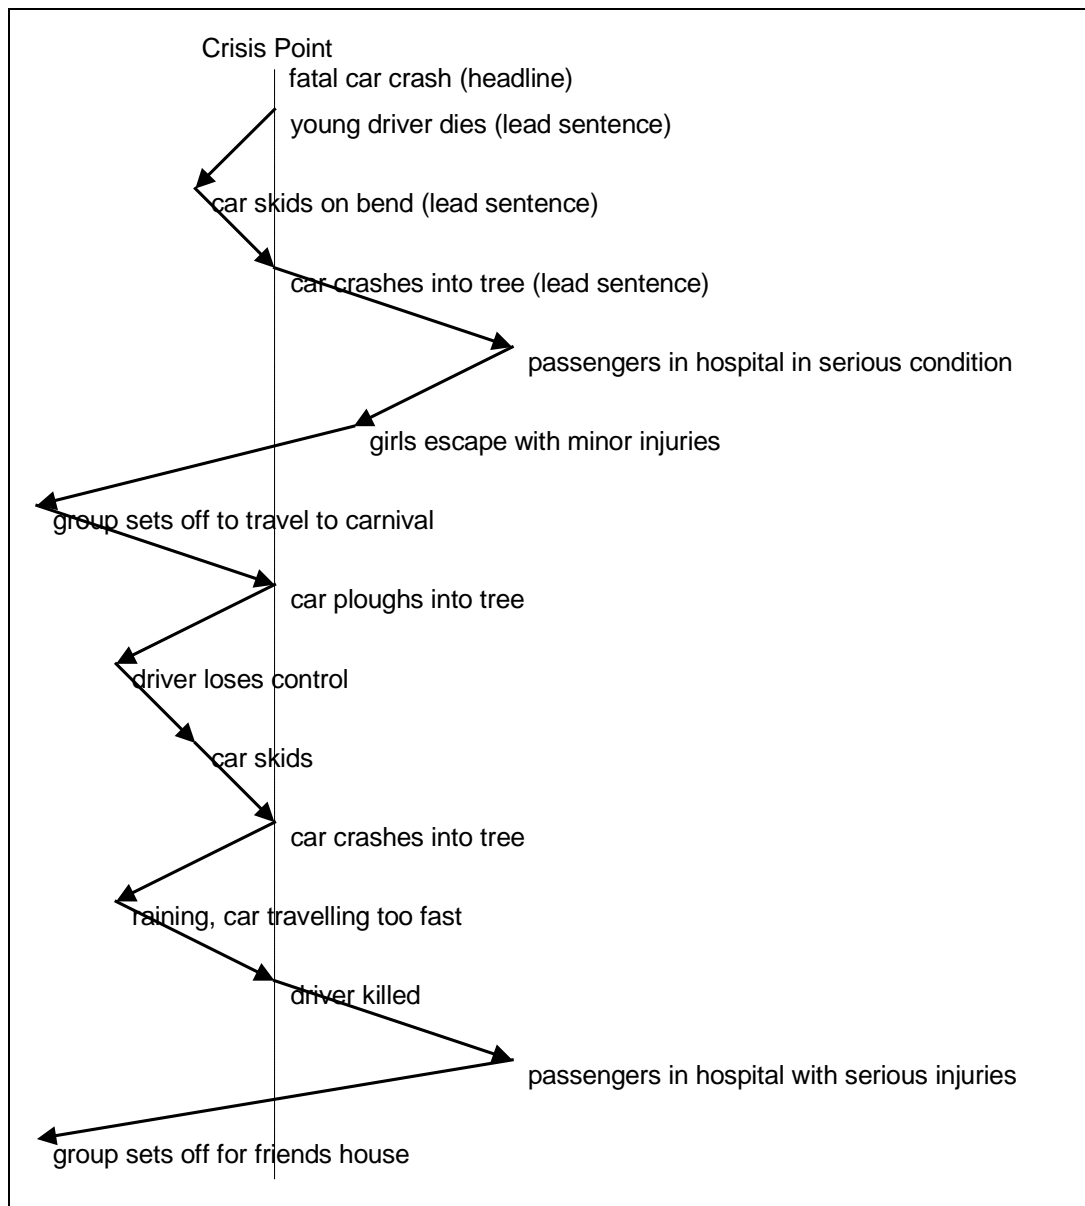 Crisis Point
fatal car crash (headline)
young driver dies (lead sentence)
car skids on bend (lead sentence)
car crashes into tree (lead sentence)
passengers in hospital in serious condition
girls escape with minor injuries
group sets off to travel to carnival
car ploughs into tree
driver loses control
car skids
car crashes into tree
raining, car travelling too fast
driver killed
passengers in hospital with serious injuries
group sets off for friends house